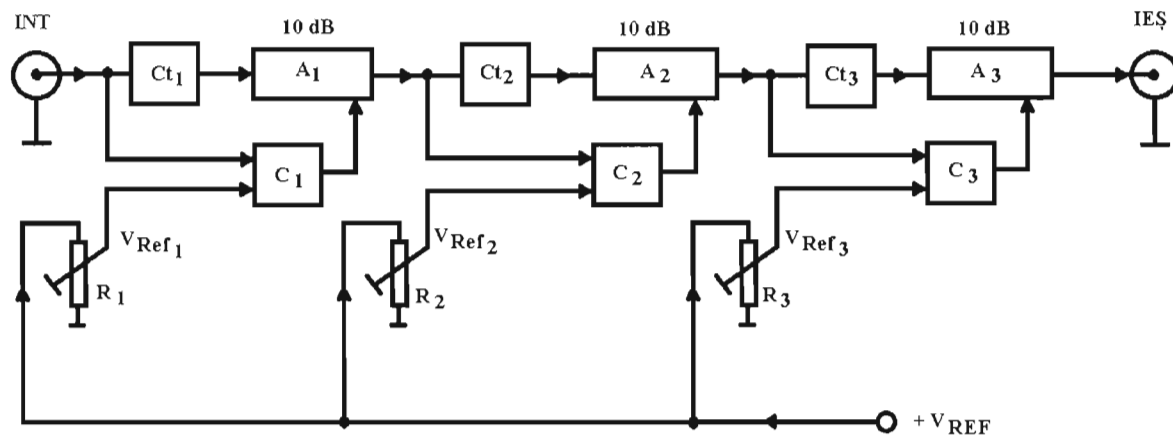 INT
10 dB
10 dB
10 dB
IEȘ
Ct1
A1
Ct2
A2
Ct3
A3
C1
C2
C3
VRef1
VRef2
VRef3
R1
R2
R3
+ VREF